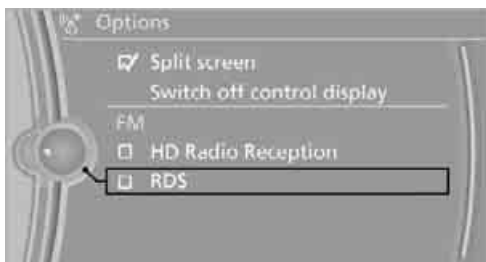 Options
Split screen
Switch off control display
FM
HD Radio Reception
RDS